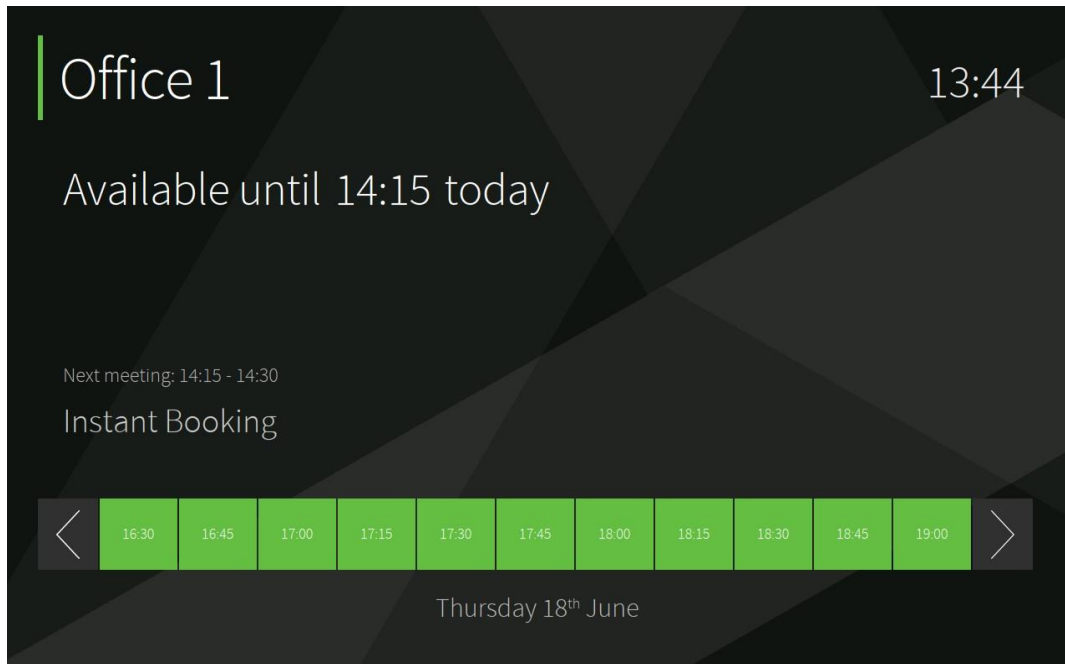 Office 1
13:44
Available until 14:15 today
Next meeting: 14:15 - 14:30
Instant Booking
16:30 16:45 17:00 17:15 17:30 17:45 18:00 18:15 18:30 18:45 19:00
Thursday 18th June